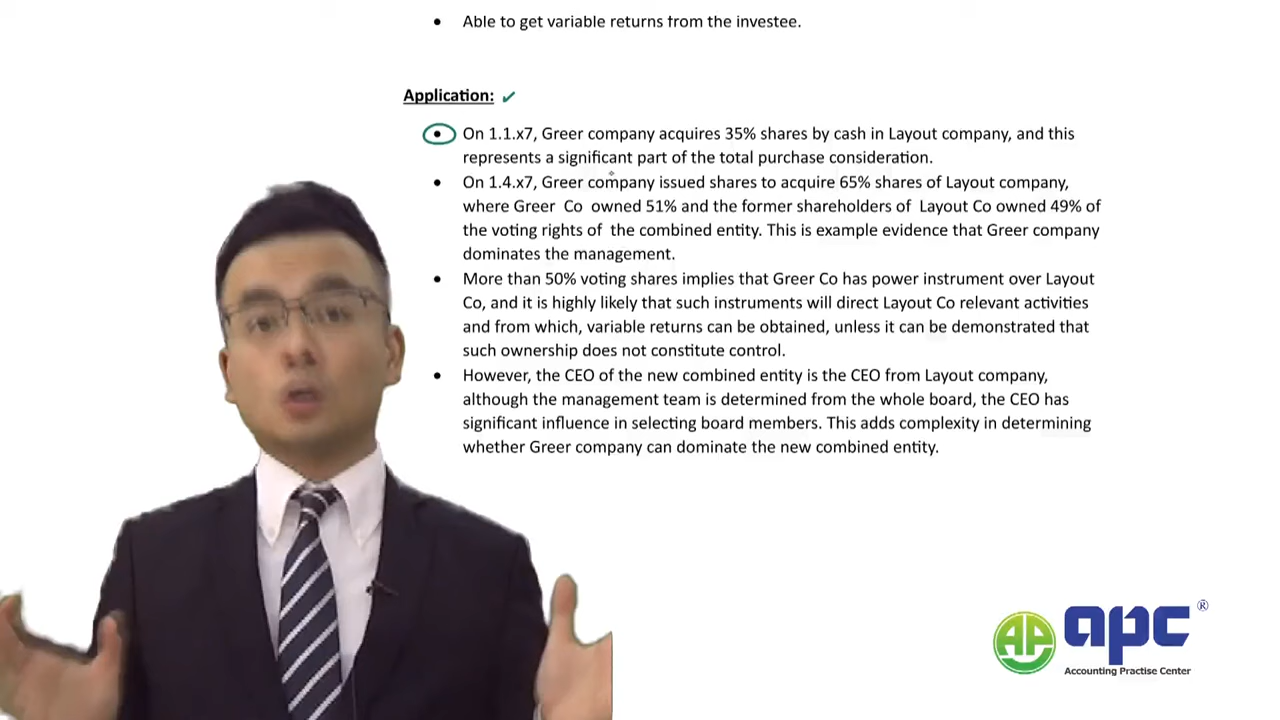 Able to get variable returns from the investee.
Application:
On 1.1.x7, Greer company acquires 35% shares by cash in Layout company, and this
represents a significant part of the total purchase consideration.
On 1.4.x7, Greer company issued shares to acquire 65% shares of Layout company,
where Greer Co owned 51% and the former shareholders of Layout Co owned 49% of
the voting rights of the combined entity. This is example evidence that Greer company
dominates the management.
More than 50% voting shares implies that Greer Co has power instrument over Layout
Co, and it is highly likely that such instruments will direct Layout Co relevant activities
and from which, variable returns can be obtained, unless it can be demonstrated that
such ownership does not constitute control.
However, the CEO of the new combined entity is the CEO from Layout company,
although the management team is determined from the whole board, the CEO has
significant influence in selecting board members. This adds complexity in determining
whether Greer company can dominate the new combined entity.
AP apc ®
Accounting Practise Center